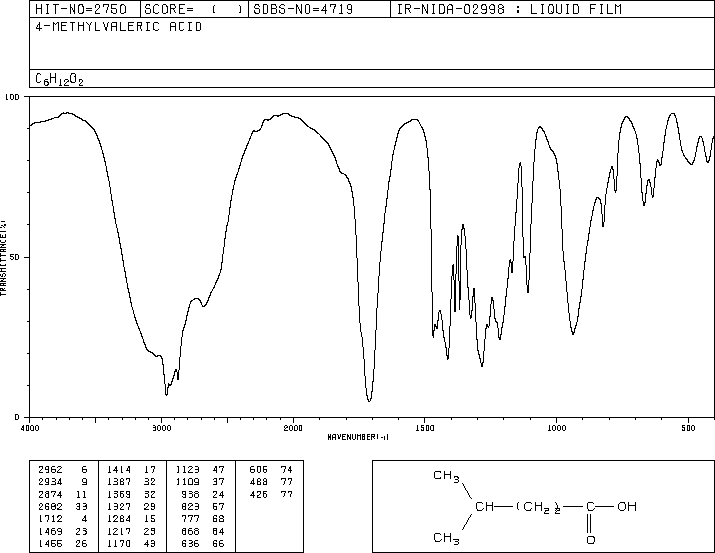 HIT-NO=2750 SCORE= ( ) SDBS-NO=4719 IR-NIDA-02998 : LIQUID FILM
4-METHYLVALERIC ACID
C6H12O2
100
50
0
TRANSMITTANCE(%)
4000 3000 2000 1500 1000 500
WAVENUMBER(-1)
2962 6 1414 17 1123 47 606 74
2934 9 1387 32 1109 37 488 77
2874 11 1369 32 938 24 426 77
2682 33 1327 29 823 57
1712 4 1284 15 777 68
1469 23 1217 23 668 64
1455 26 1170 43 636 66
CH3
CH—(CH2)2—C—OH
CH3 O